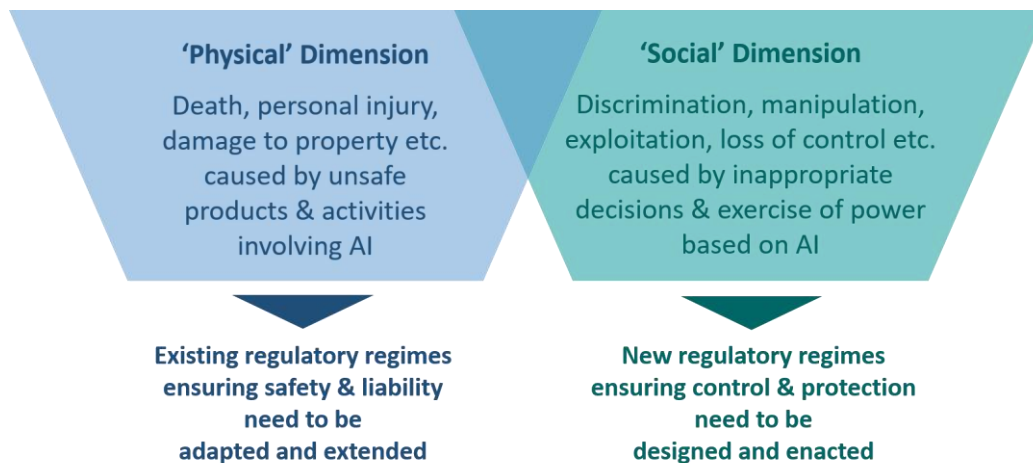 ‘Physical’ Dimension
Death, personal injury,
damage to property etc.
caused by unsafe
products & activities
involving AI
Existing regulatory regimes
ensuring safety & liability
need to be
adapted and extended
‘Social’ Dimension
Discrimination, manipulation,
exploitation, loss of control etc.
caused by inappropriate
decisions & exercise of power
based on AI
New regulatory regimes
ensuring control & protection
need to be
designed and enacted